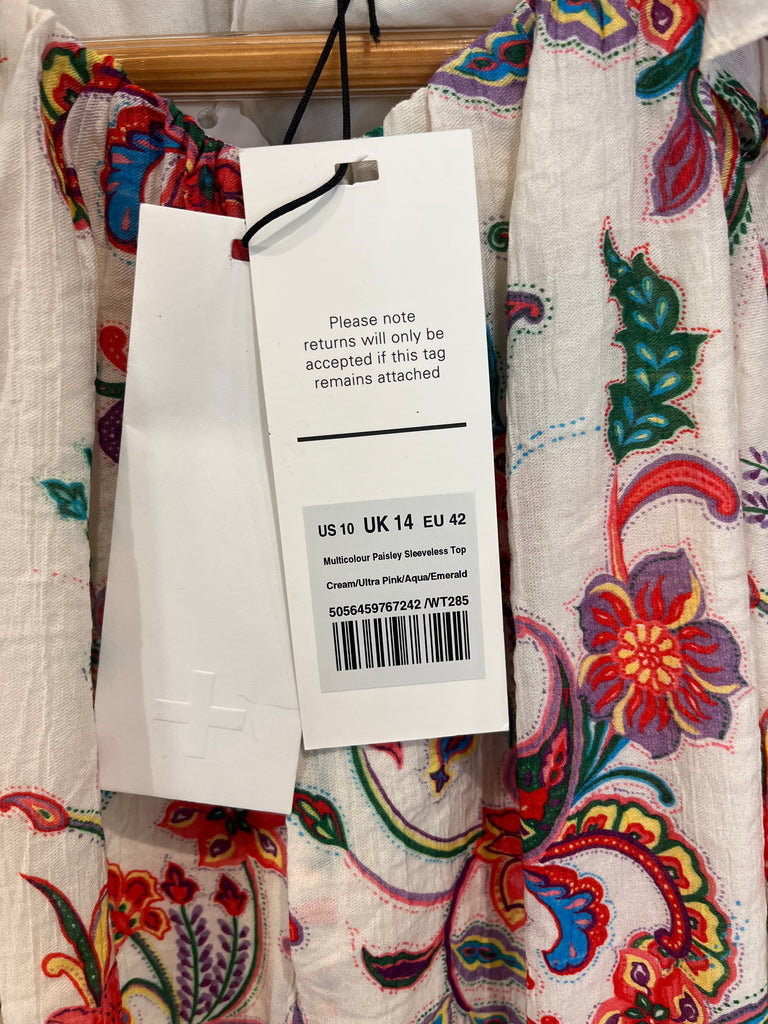 Please note
returns will only be
accepted if this tag
remains attached
US 10 UK 14 EU 42
Multicolour Paisley Sleeveless Top
Cream/Ultra Pink/Aqua/Emerald
5056459767242 /WT285